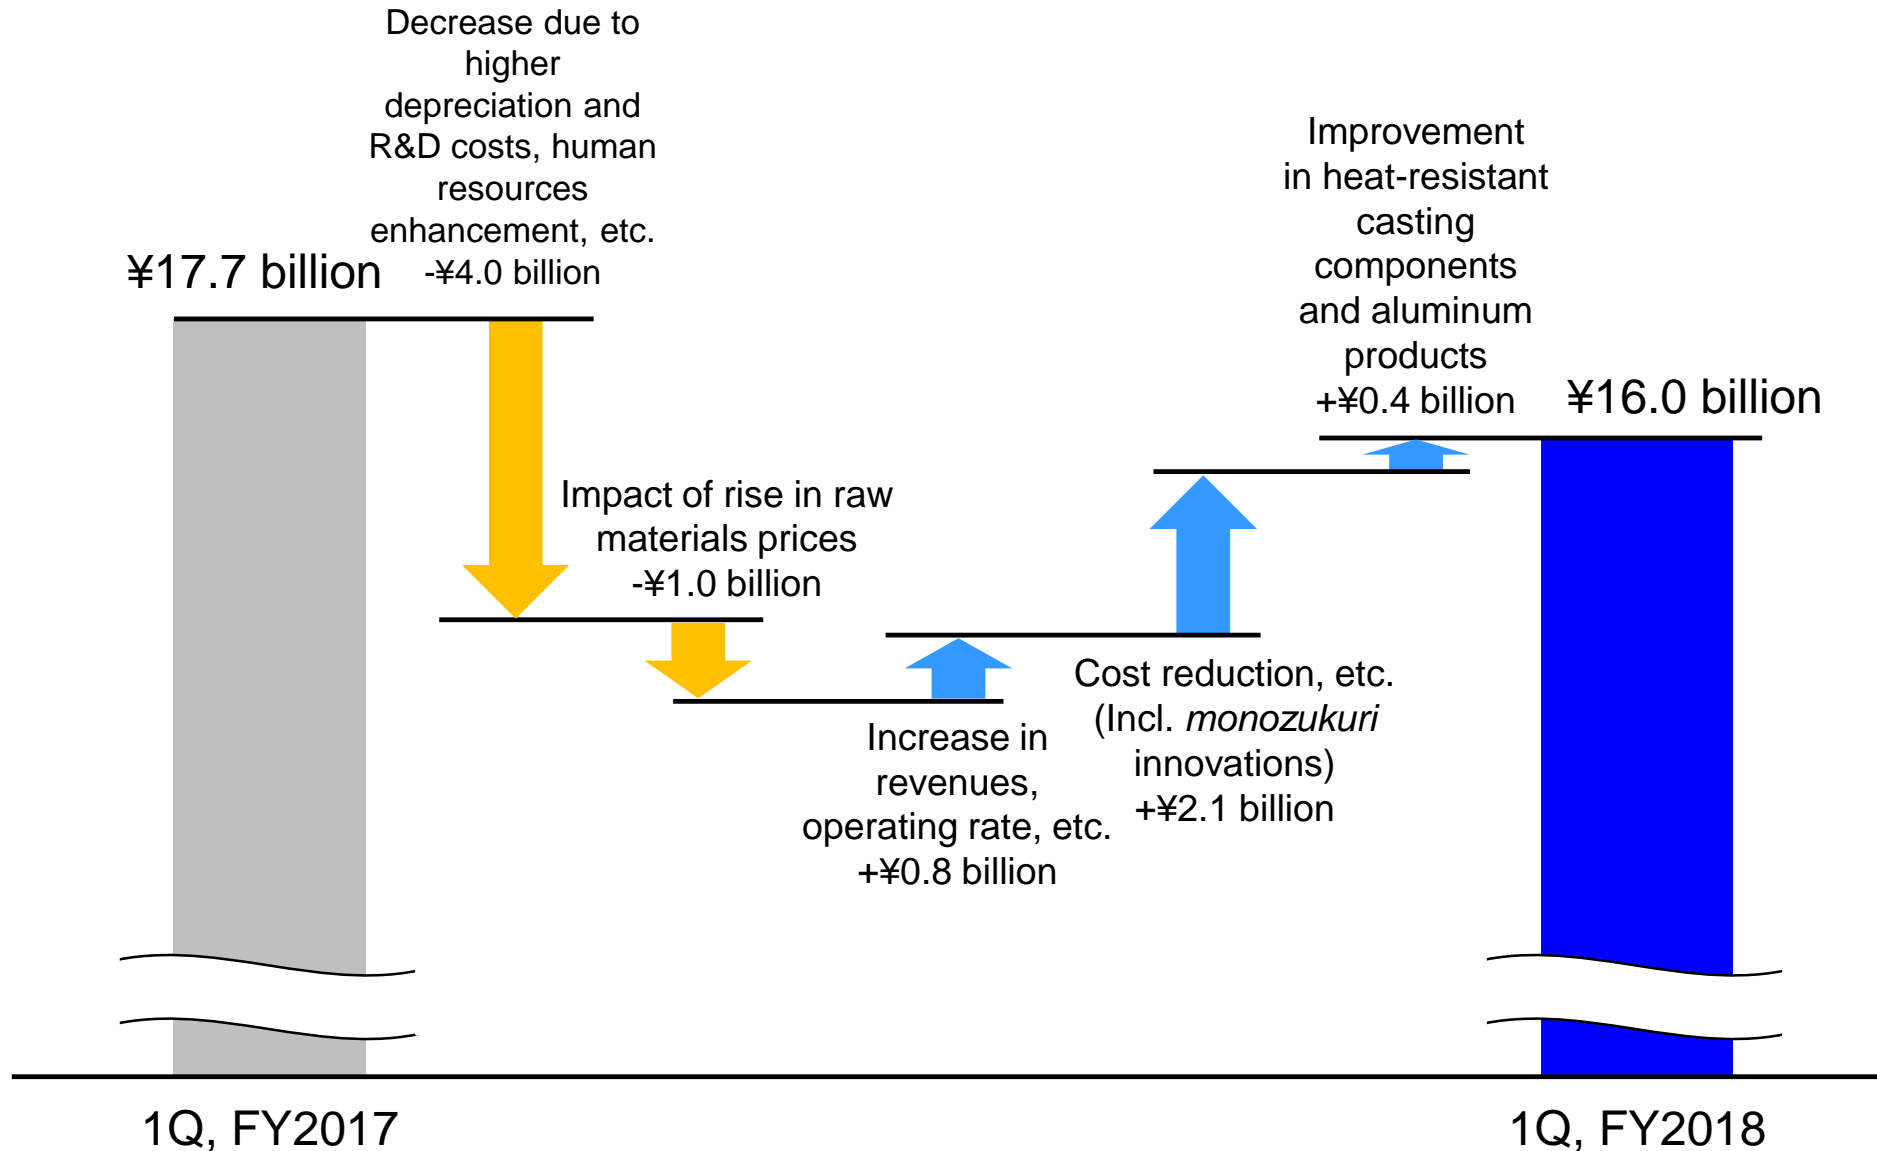 Decrease due to
higher
depreciation and
R&D costs, human
resources
enhancement, etc.
-¥4.0 billion
¥17.7 billion
Improvement
in heat-resistant
casting
components
and aluminum
products
+¥0.4 billion
¥16.0 billion
Impact of rise in raw
materials prices
-¥1.0 billion
Increase in
revenues,
operating rate, etc.
+¥0.8 billion
Cost reduction, etc.
(Incl. monozukuri
innovations)
+¥2.1 billion
1Q, FY2017
1Q, FY2018